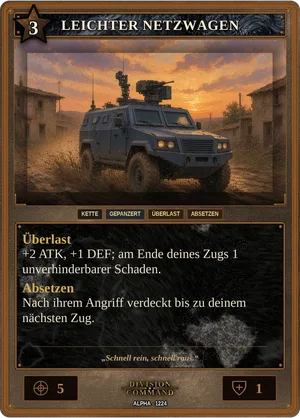 3
LEICHTER NETZWAGEN
KETTE GEPANZERT ÜBERLAST ABSETZEN
Überlast
+2 ATK, +1 DEF; am Ende deines Zugs 1
unverhinderbarer Schaden.
Absetzen
Nach ihrem Angriff verdeckt bis zu deinem
nächsten Zug.
„Schnell rein, schnell raus.“
5
DIVISION
COMMAND
ALPHA - 1224
1